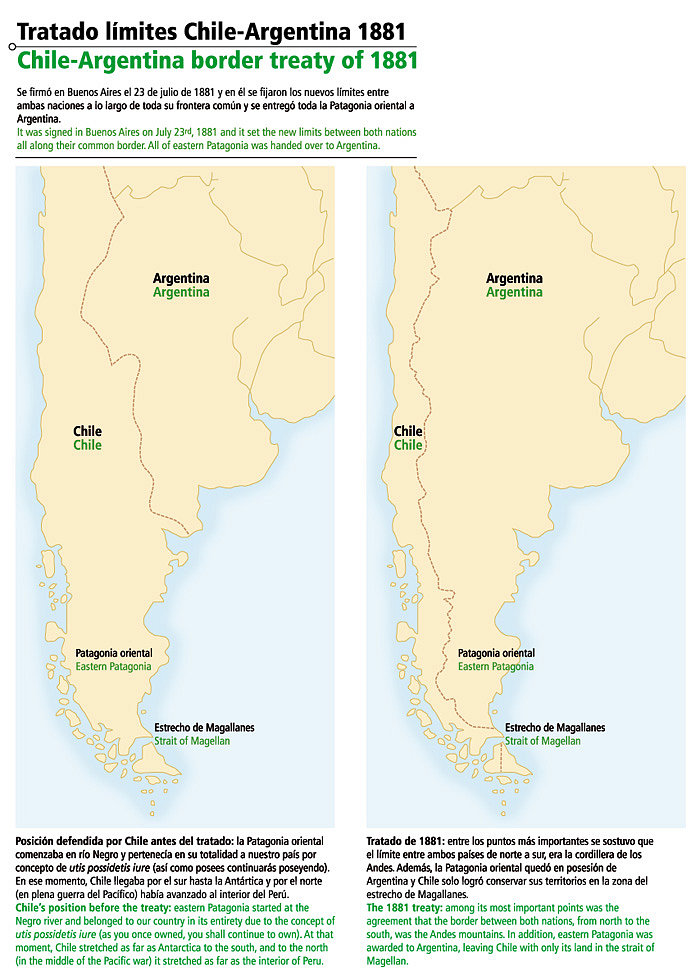 Tratado límites Chile-Argentina 1881
Chile-Argentina border treaty of 1881
Se firmó en Buenos Aires el 23 de julio de 1881 y en él se fijaron los nuevos límites entre
ambas naciones a lo largo de toda su frontera común y se entregó toda la Patagonia oriental a
Argentina.
It was signed in Buenos Aires on July 23rd, 1881 and it set the new limits between both nations
all along their common border. All of eastern Patagonia was handed over to Argentina.
Argentina
Argentina
Chile
Chile
Patagonia oriental
Eastern Patagonia
Estrecho de Magallanes
Strait of Magellan
Argentina
Argentina
Chile
Chile
Patagonia oriental
Eastern Patagonia
Estrecho de Magallanes
Strait of Magellan
Posición defendida por Chile antes del tratado: la Patagonia oriental
comenzaba en río Negro y pertenecía en su totalidad a nuestro país por
concepto de utis possidetis iure (así como posees continuarás poseyendo).
En ese momento, Chile llegaba por el sur hasta la Antártica y por el norte
(en plena guerra del Pacífico) había avanzado al interior del Perú.
Chile's position before the treaty: eastern Patagonia started at the
Negro river and belonged to our country in its entirety due to the concept of
utis possidetis iure (as you once owned, you shall continue to own). At that
moment, Chile stretched as far as Antarctica to the south, and to the north
(in the middle of the Pacific war) it stretched as far as the interior of Peru.
Tratado de 1881: entre los puntos más importantes se sostuvo que
el límite entre ambos países de norte a sur, era la cordillera de los
Andes. Además, la Patagonia oriental quedó en posesión de
Argentina y Chile solo logró conservar sus territorios en la zona del
estrecho de Magallanes.
The 1881 treaty: among its most important points was the
agreement that the border between both nations, from north to the
south, was the Andes mountains. In addition, eastern Patagonia was
awarded to Argentina, leaving Chile with only its land in the strait of
Magellan.